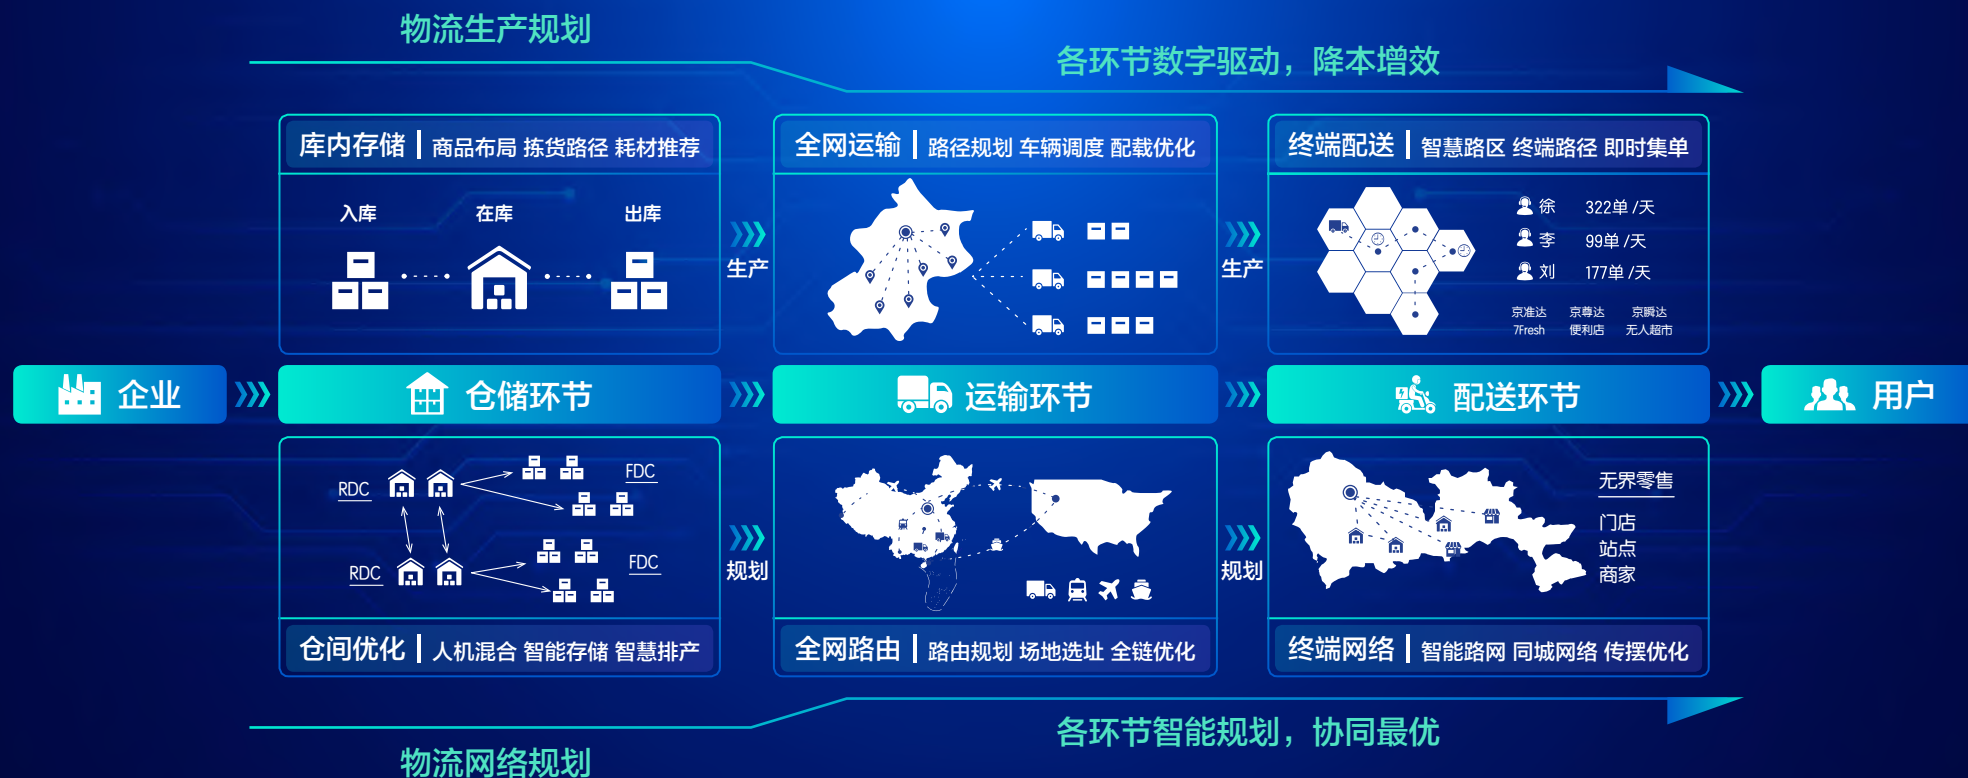 物流生产规划
各环节数字驱动，降本增效
库内存储 商品布局 拣货路径 耗材推荐
入库 在库 出库
生产
全网运输 路径规划 车辆调度 配载优化
生产
终端配送 智慧路区 终端路径 即时集单
徐 322单/天
李 99单/天
刘 177单/天
京准达 京尊达 京瞬达
7Fresh 便利店 无人超市
企业
仓储环节
运输环节
配送环节
用户
RDC FDC
RDC FDC
仓间优化 人机混合 智能存储 智慧排产
规划
全网路由 路由规划 场地选址 全链优化
规划
无界零售
门店
站点
商家
终端网络 智能路网 同城网络 传摆优化
各环节智能规划，协同最优
物流网络规划